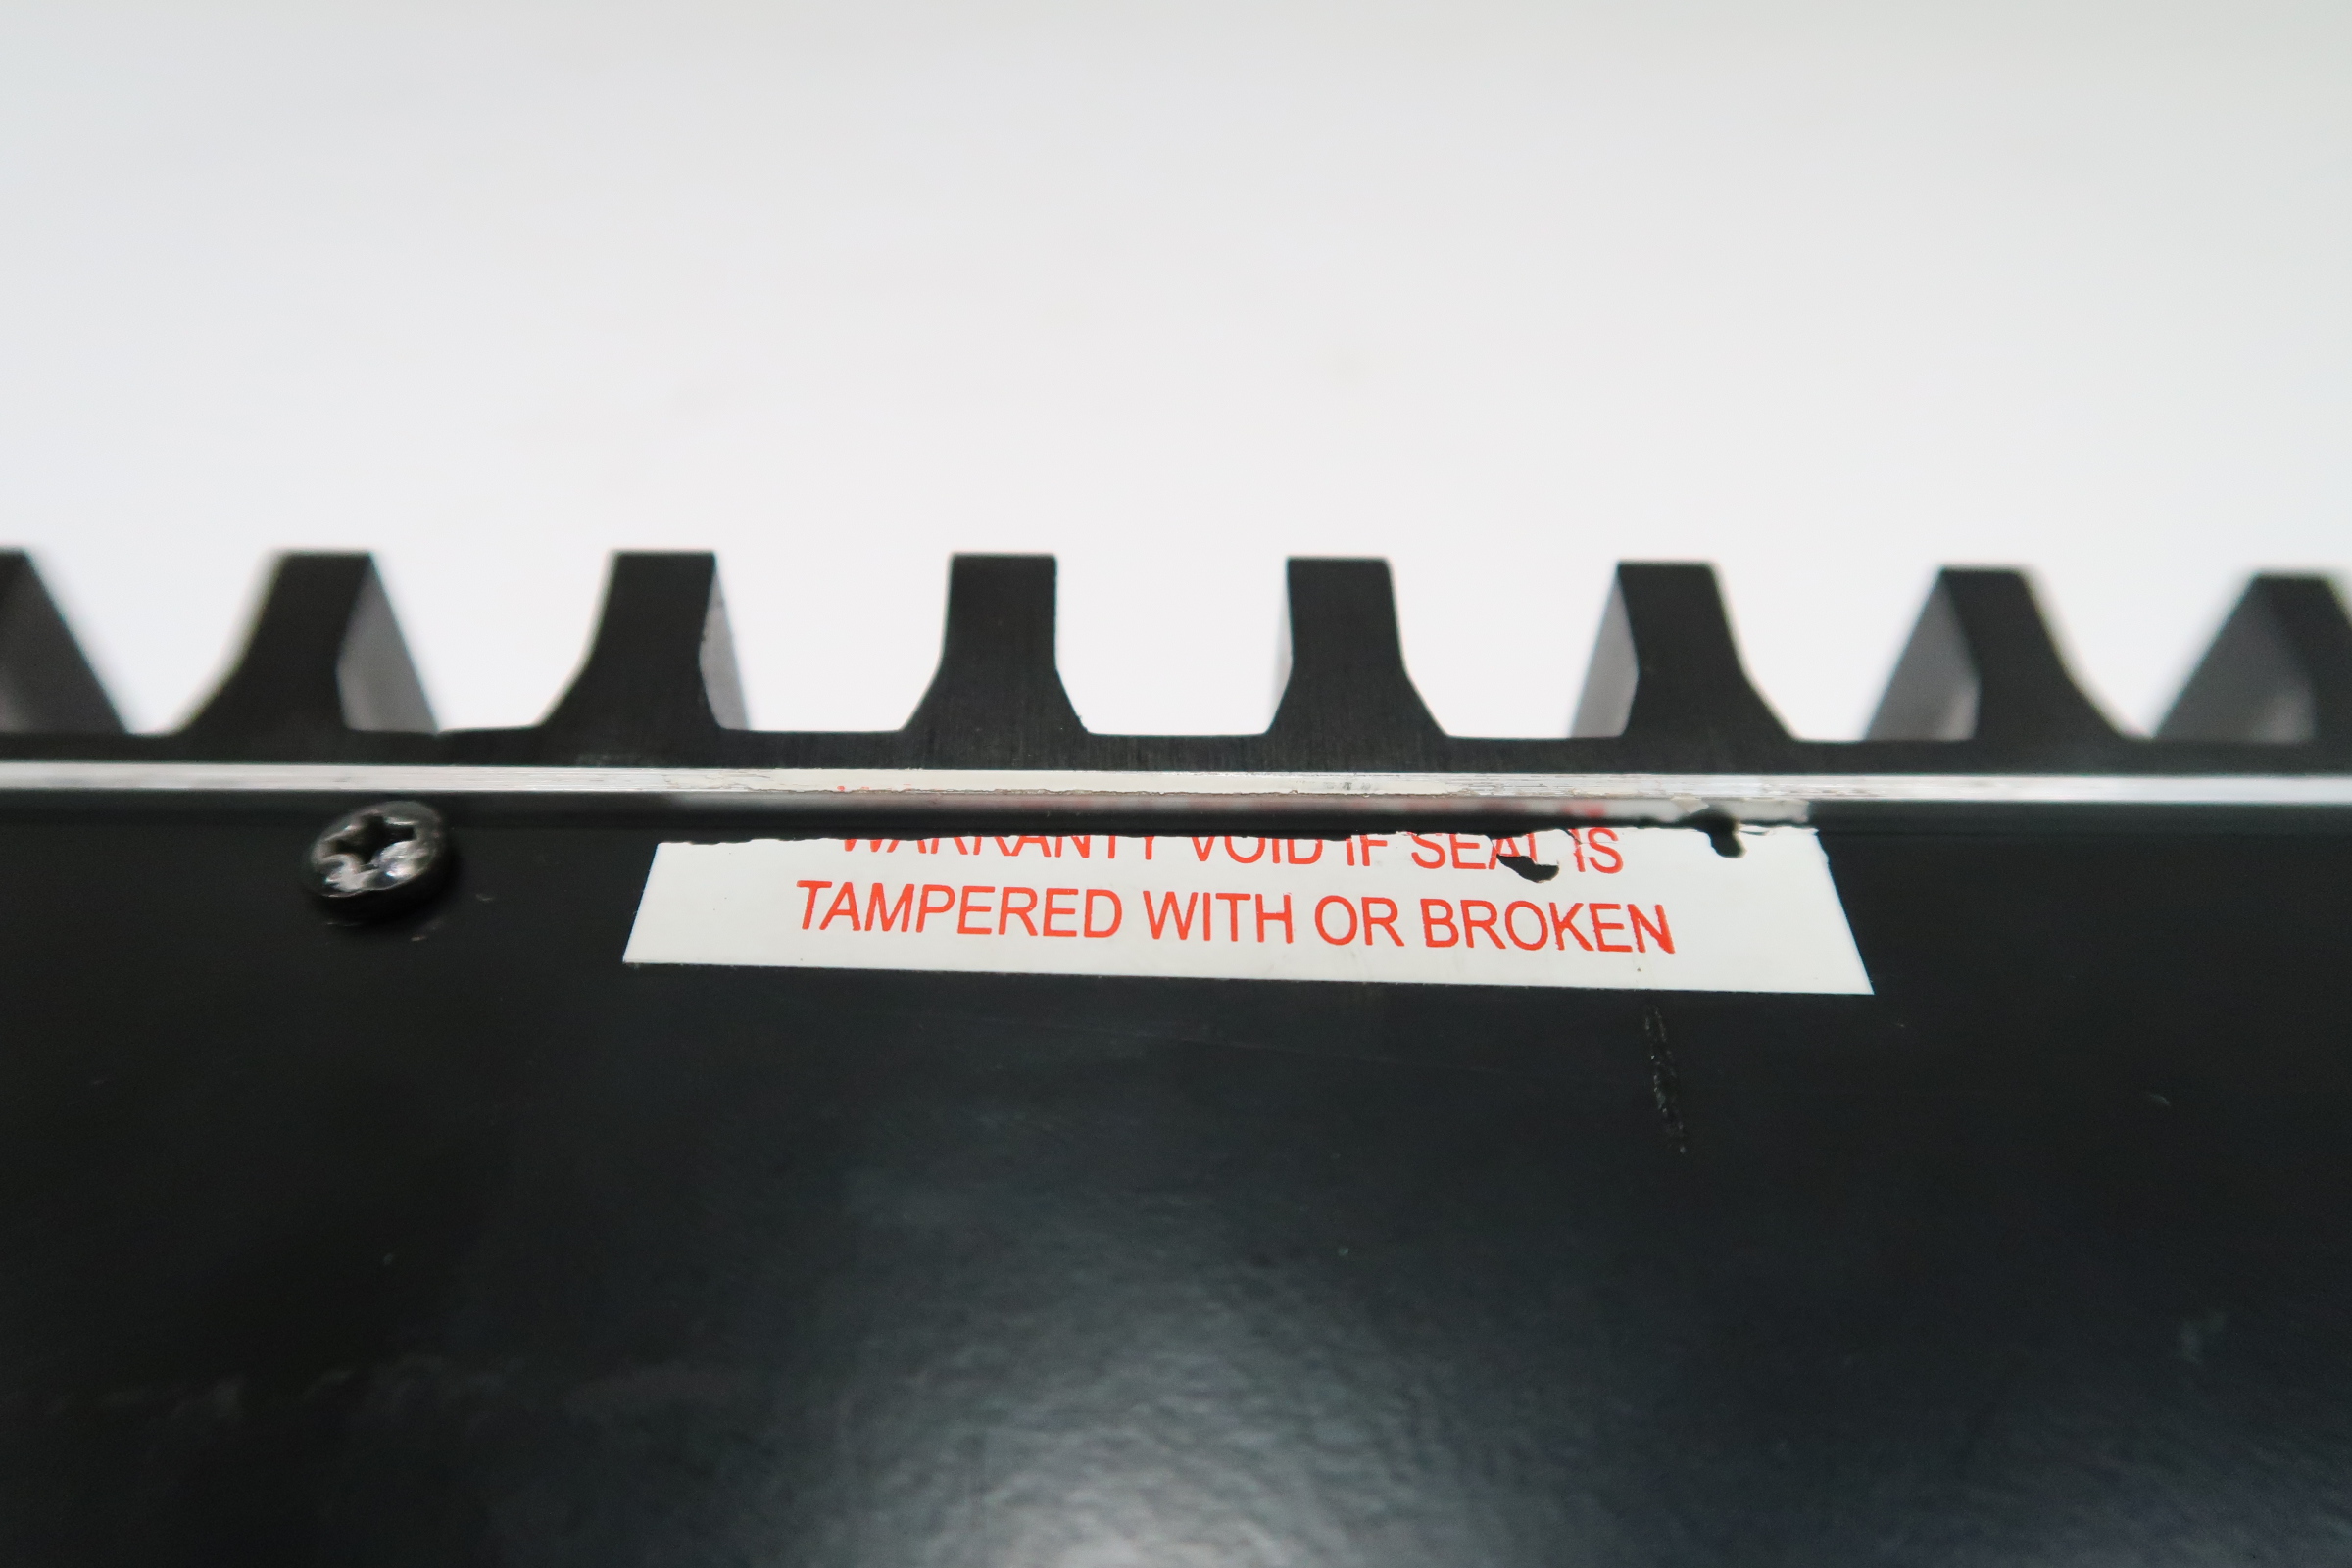 WARRANTY VOID IF SEAL IS
TAMPERED WITH OR BROKEN